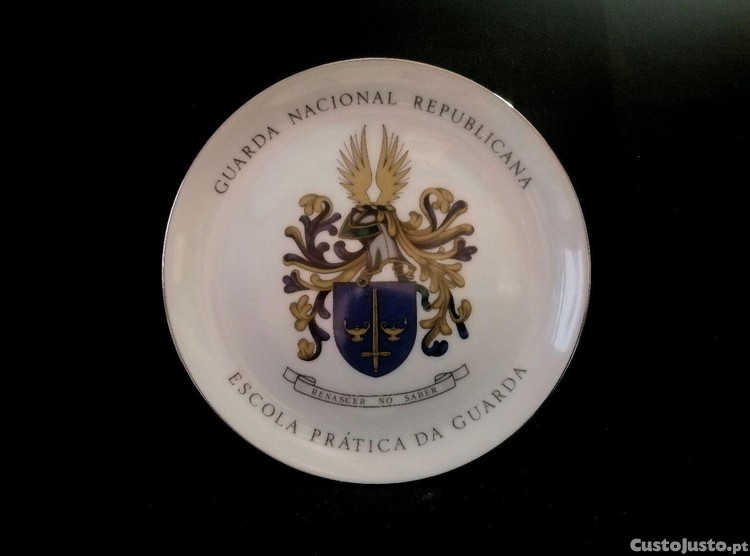 GUARDA NACIONAL REPUBLICANA
RENASCER NO SABER
ESCOLA PRÁTICA DA GUARDA
CustoJusto.pt